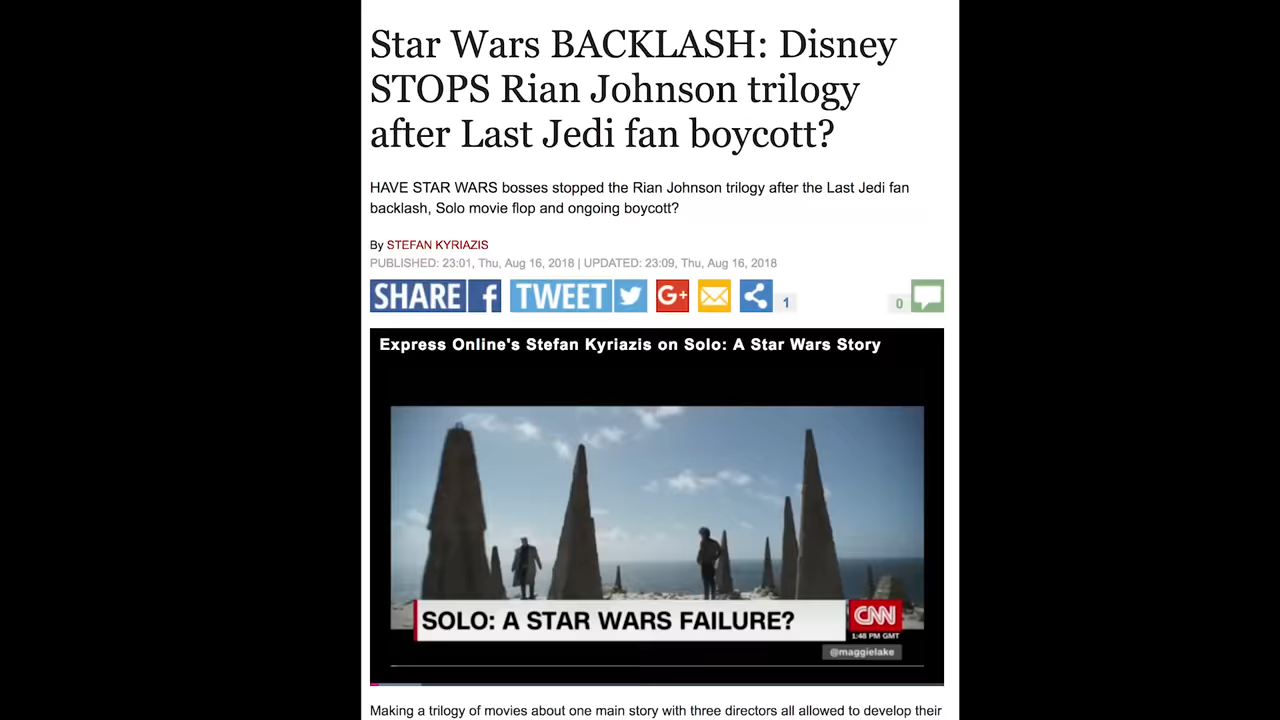 Star Wars BACKLASH: Disney
STOPS Rian Johnson trilogy
after Last Jedi fan boycott?
HAVE STAR WARS bosses stopped the Rian Johnson trilogy after the Last Jedi fan
backlash, Solo movie flop and ongoing boycott?
By STEFAN KYRIAZIS
PUBLISHED: 23:01, Thu, Aug 16, 2018 | UPDATED: 23:09, Thu, Aug 16, 2018
SHARE f TWEET G+ 1 0
Express Online's Stefan Kyriazis on Solo: A Star Wars Story
SOLO: A STAR WARS FAILURE? CNN
1:48 PM GMT
@maggielake
Making a trilogy of movies about one main story with three directors all allowed to develop their